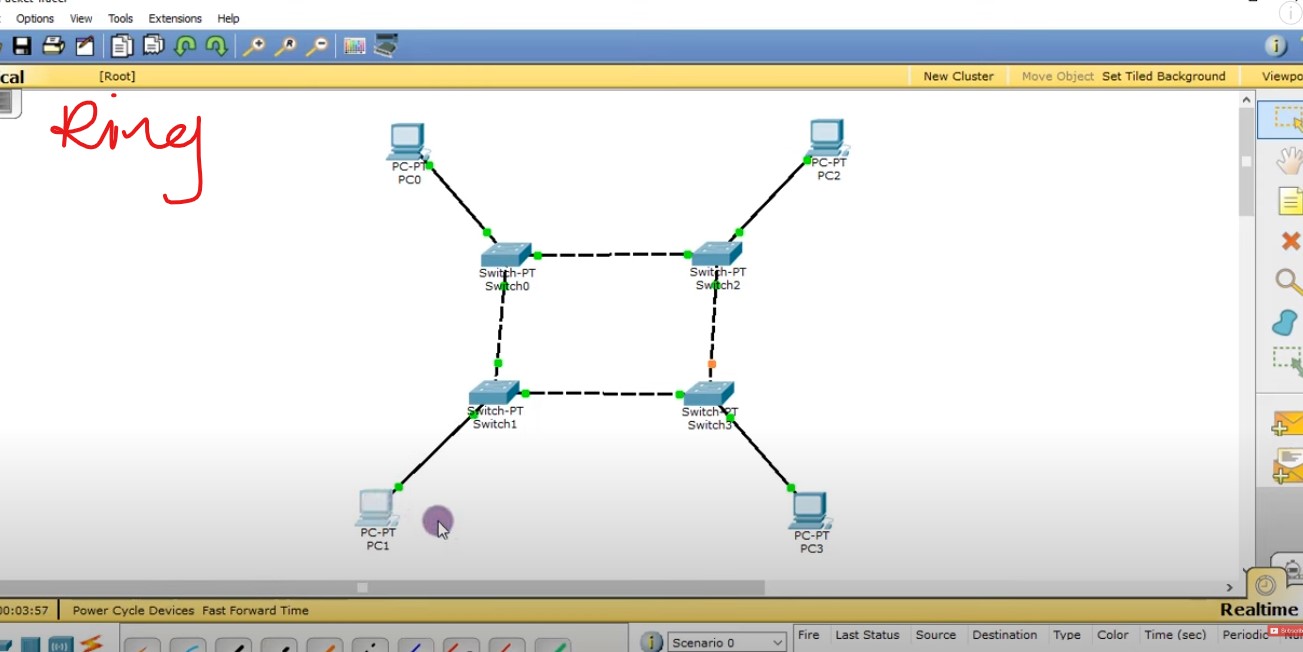 Options View Tools Extensions Help
[Root] New Cluster Move Object Set Tiled Background
Ring
PC-PT
PC0
PC-PT
PC2
Switch-PT
Switch0
Switch-PT
Switch2
Switch-PT
Switch1
Switch-PT
Switch3
PC-PT
PC1
PC-PT
PC3
00:03:57 Power Cycle Devices Fast Forward Time
Realtime
Scenario 0
Fire Last Status Source Destination Type Color Time (sec) Periodic